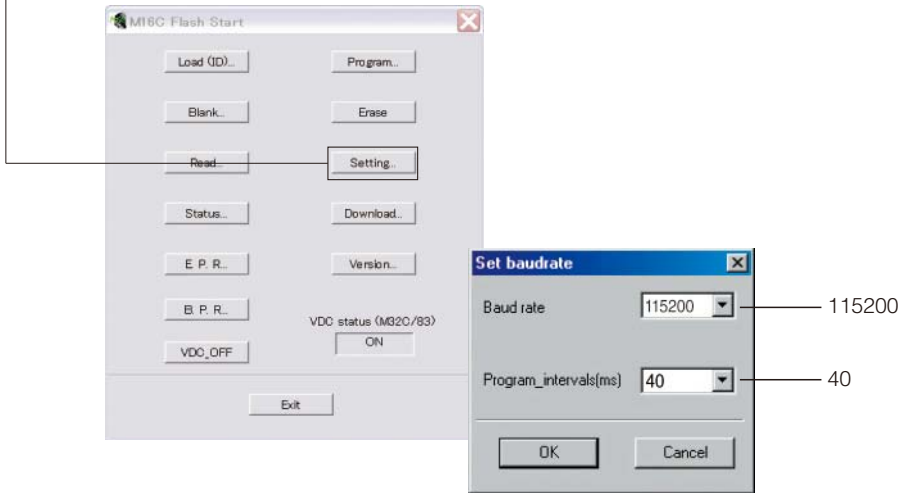 M16C Flash Start
Load (ID)... Program...
Blank... Erase
Read... Setting...
Status... Download...
E. P. R... Version...
B. P. R...
VDC status (M32C/83)
ON
VDC_OFF
Exit
Set baudrate
Baud rate 115200 115200
Program_intervals(ms) 40 40
OK Cancel